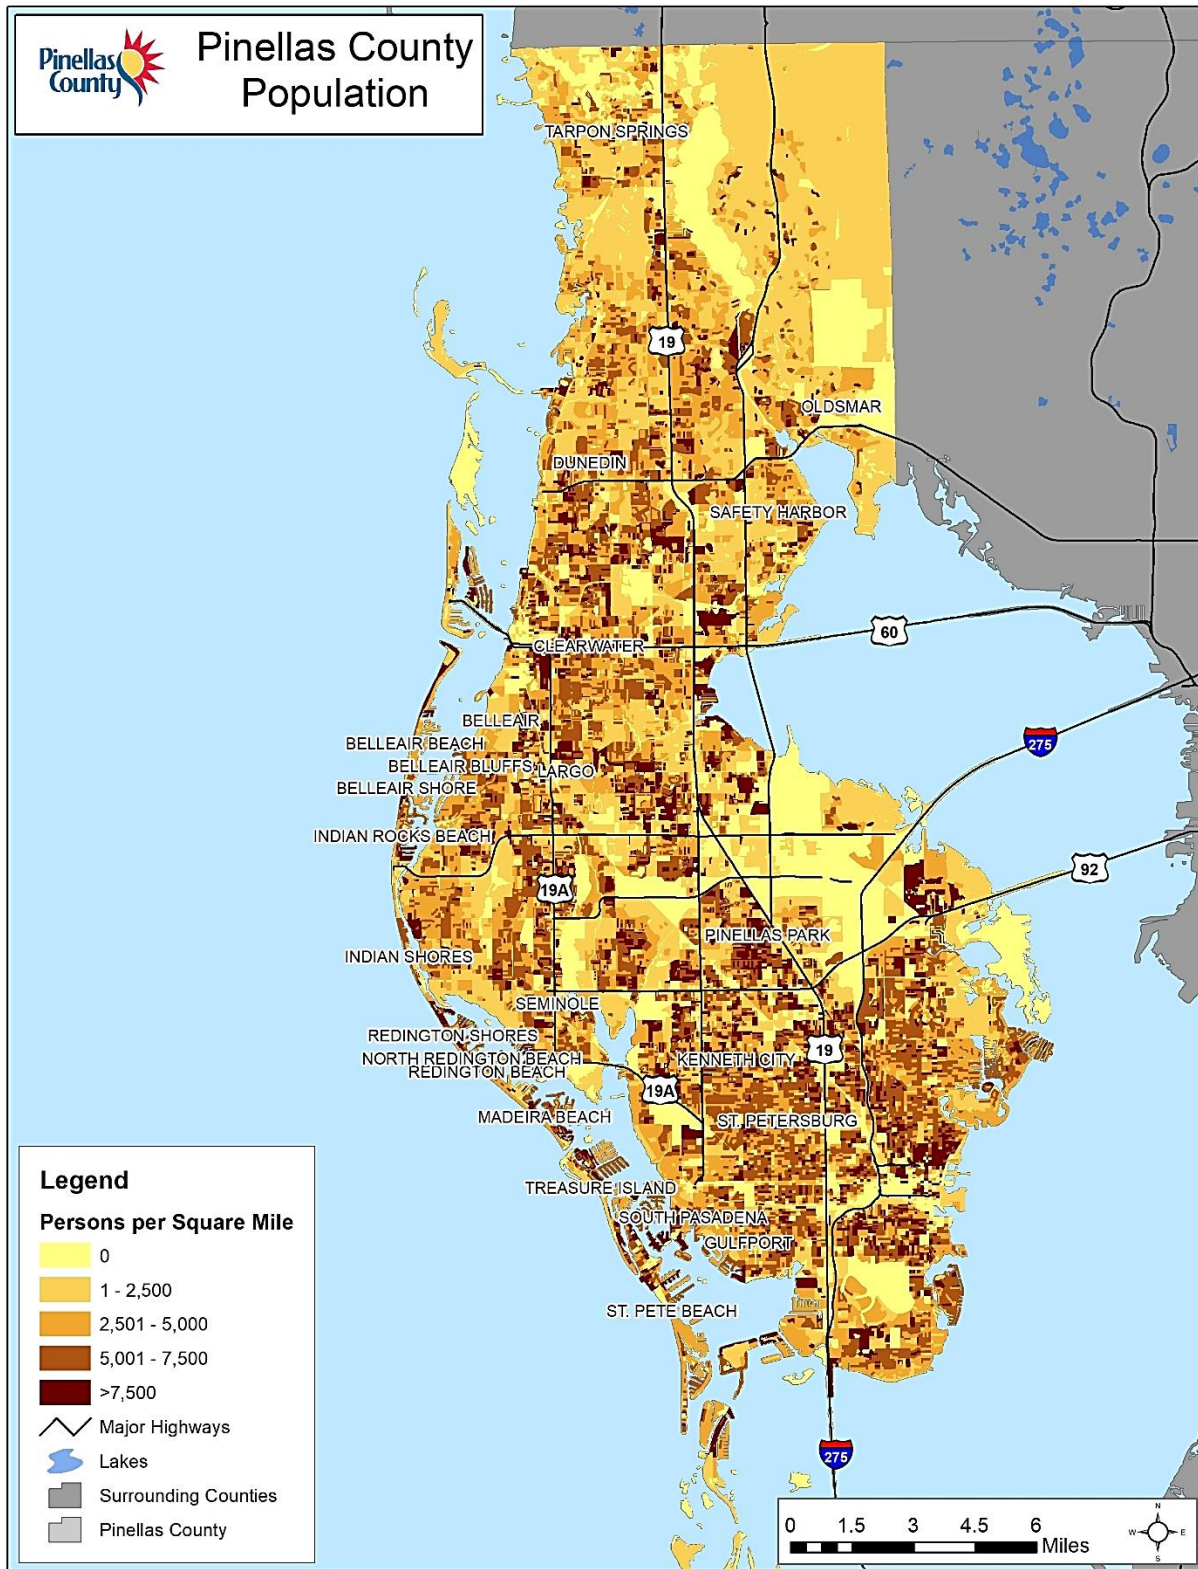 Pinellas
County
Pinellas County
Population
TARPON SPRINGS
19
OLDSMAR
DUNEDIN
SAFETY HARBOR
60
CLEARWATER
BELLEAIR
BELLEAIR BEACH
275
BELLEAIR BLUFFS
LARGO
BELLEAIR SHORE
INDIAN ROCKS BEACH
92
19A
PINELLAS PARK
INDIAN SHORES
SEMINOLE
REDINGTON SHORES
19
NORTH REDINGTON BEACH
KENNETH CITY
REDINGTON BEACH
19A
MADEIRA BEACH
ST. PETERSBURG
TREASURE ISLAND
SOUTH PASADENA
GULFPORT
ST. PETE BEACH
275
Legend
Persons per Square Mile
0
1 - 2,500
2,501 - 5,000
5,001 - 7,500
>7,500
Major Highways
Lakes
Surrounding Counties
Pinellas County
0 1.5 3 4.5 6
Miles
N
W E
S